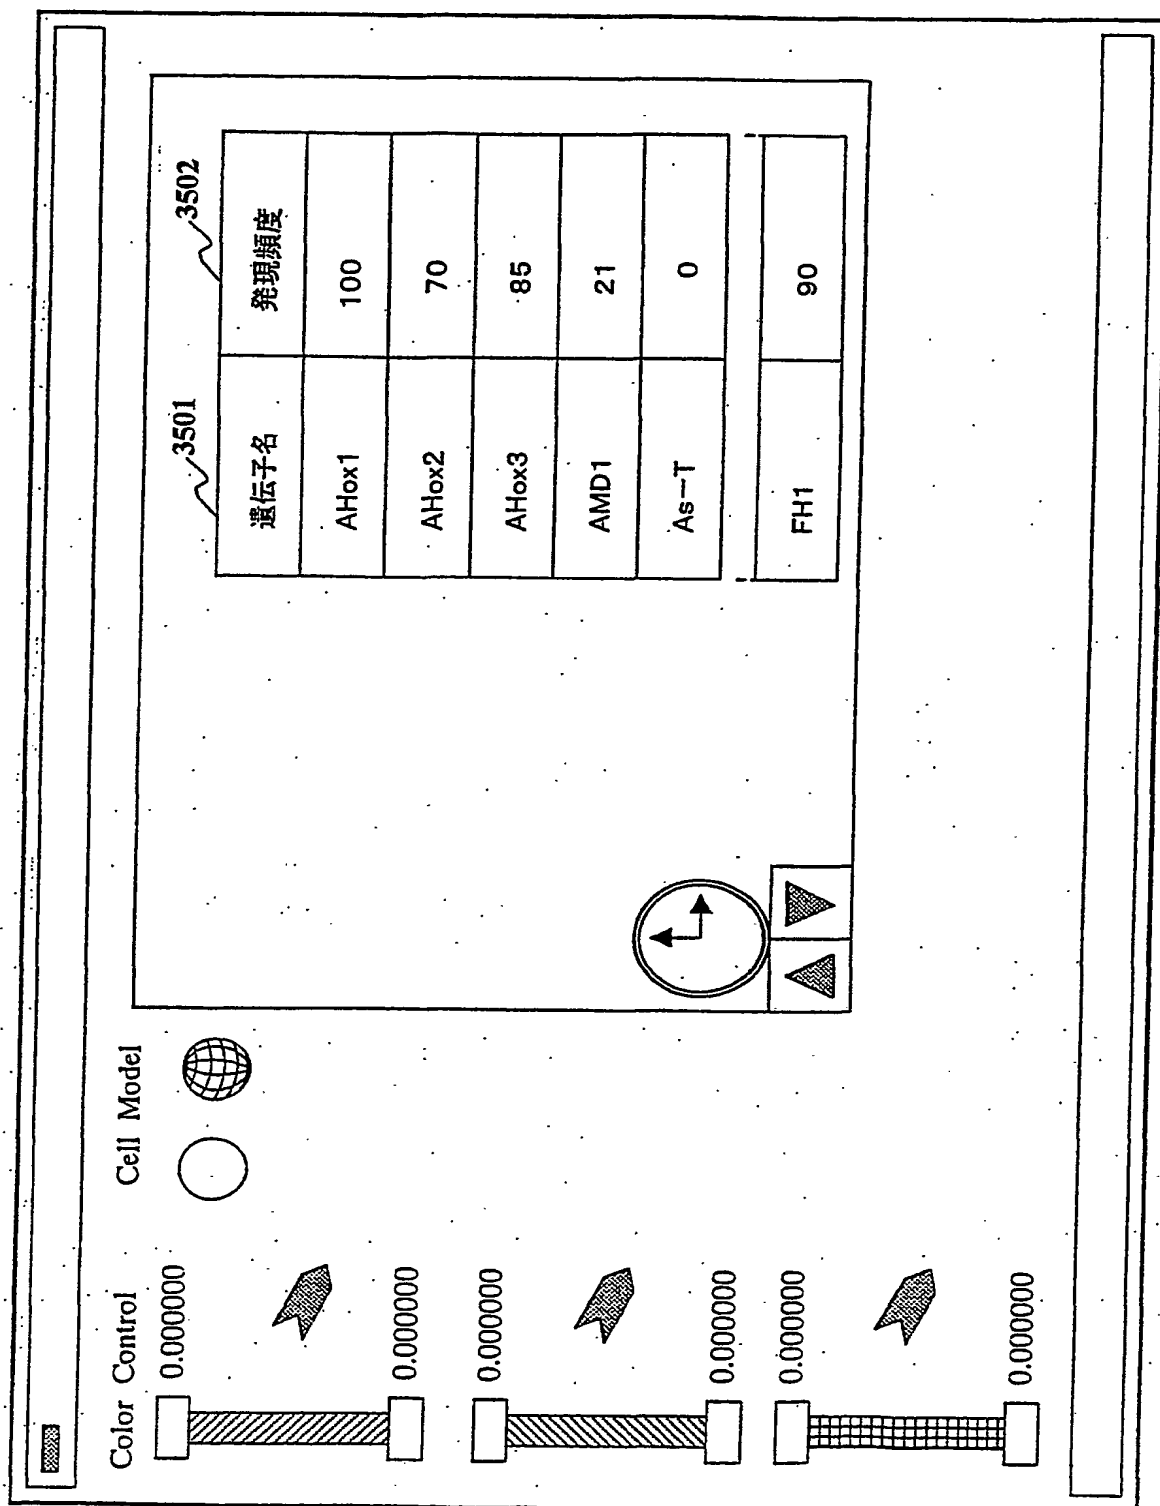 Color Control
Cell Model
0.000000
0.000000
0.000000
0.000000
0.000000
0.000000
3501
3502
遺伝子名 発現頻度
AHox1 100
AHox2 70
AHox3 85
AMD1 21
As−T 0
FH1 90